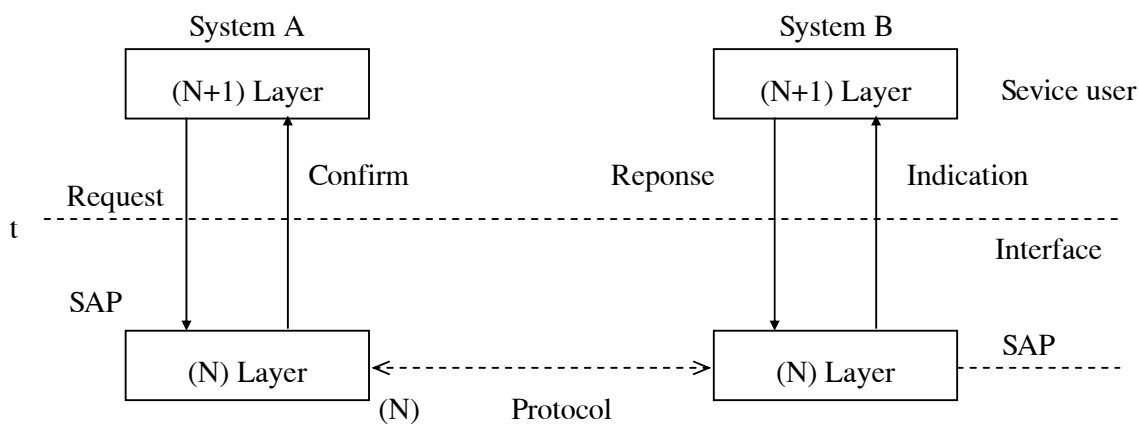 System A
System B
(N+1) Layer
(N+1) Layer
Sevice user
Confirm
Reponse
Indication
Request
t
Interface
SAP
SAP
(N) Layer
(N) Layer
(N)
Protocol